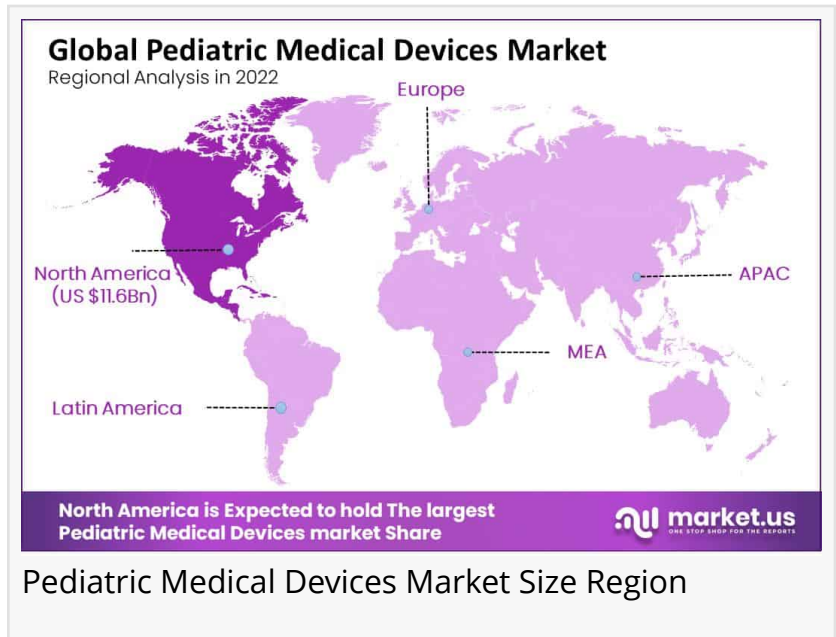 Global Pediatric Medical Devices Market
Regional Analysis in 2022
Europe
North America
(US $11.6Bn)
APAC
MEA
Latin America
North America is Expected to hold The largest
Pediatric Medical Devices market Share
market.us
ONE STOP SHOP FOR THE REPORTS
Pediatric Medical Devices Market Size Region